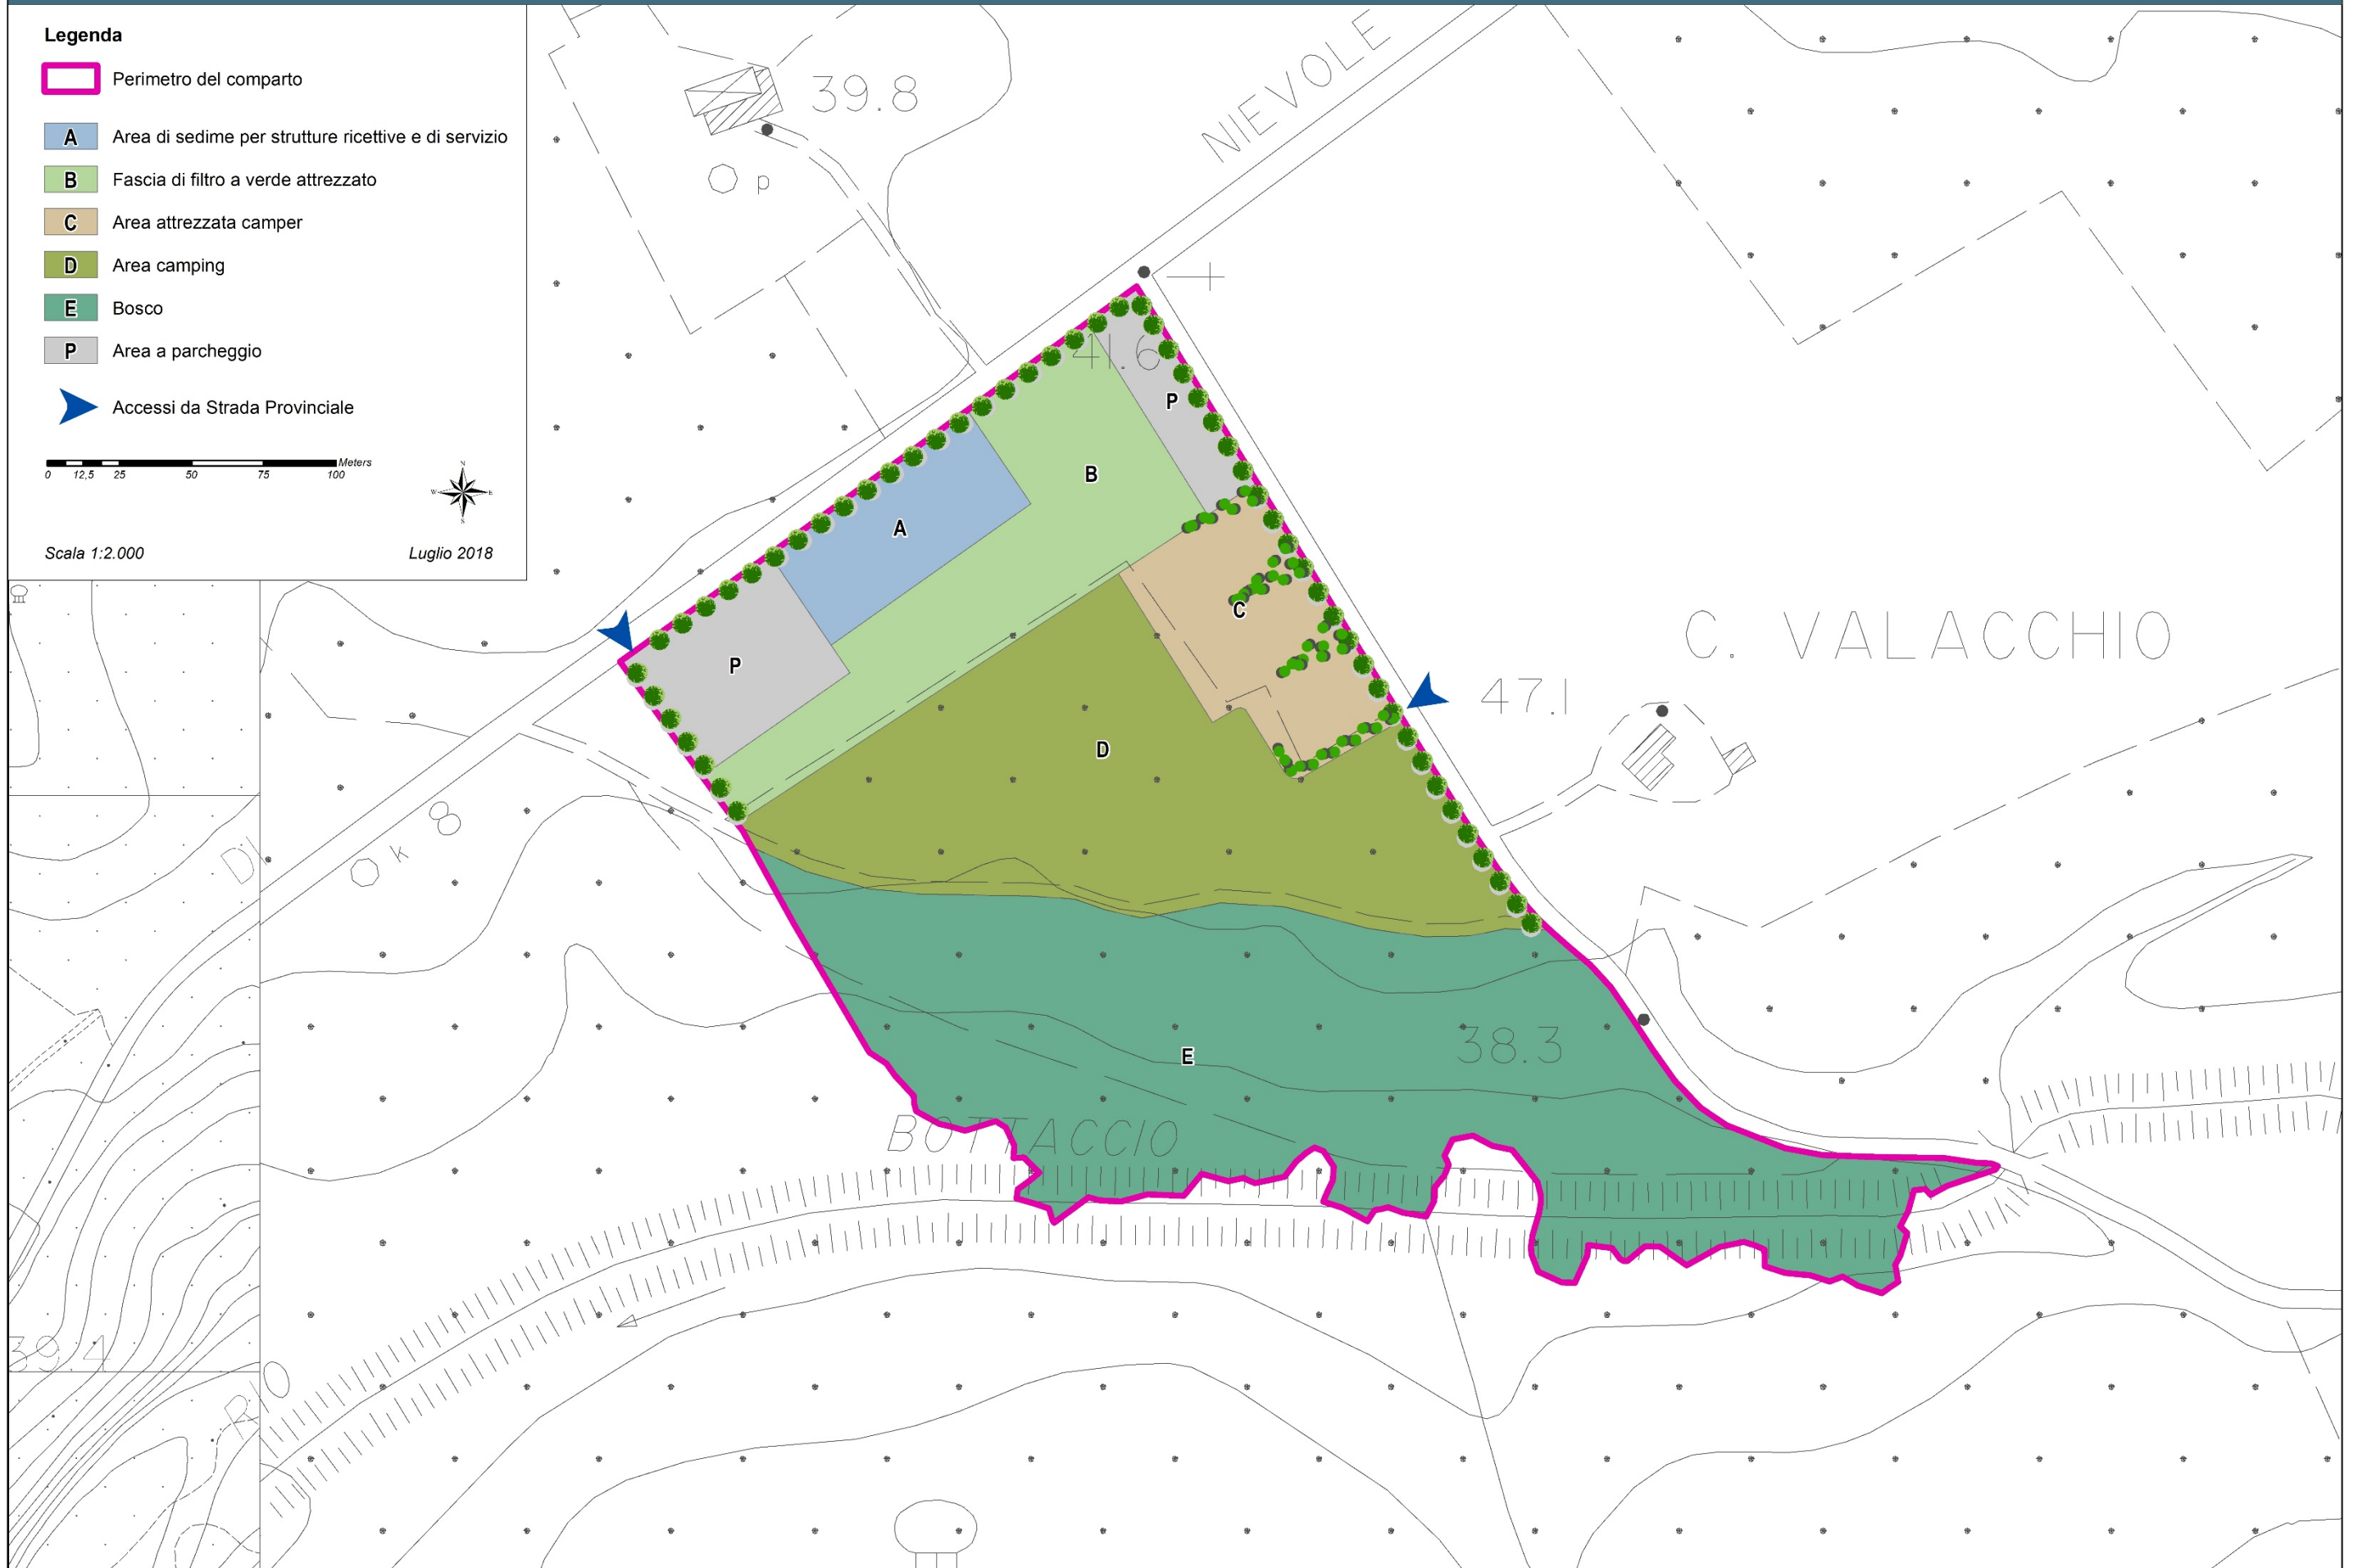 Legenda
Perimetro del comparto
A Area di sedime per strutture ricettive e di servizio
B Fascia di filtro a verde attrezzato
C Area attrezzata camper
D Area camping
E Bosco
P Area a parcheggio
Accessi da Strada Provinciale
Meters
0 12,5 25 50 75 100
N
W E
S
Scala 1:2.000 Luglio 2018
39.8
p
NIEVOLE
41.6
P
B
A
C
P
D
C. VALACCHIO
47.1
8
k
D
E
38.3
BOTTACCIO
394
RIO